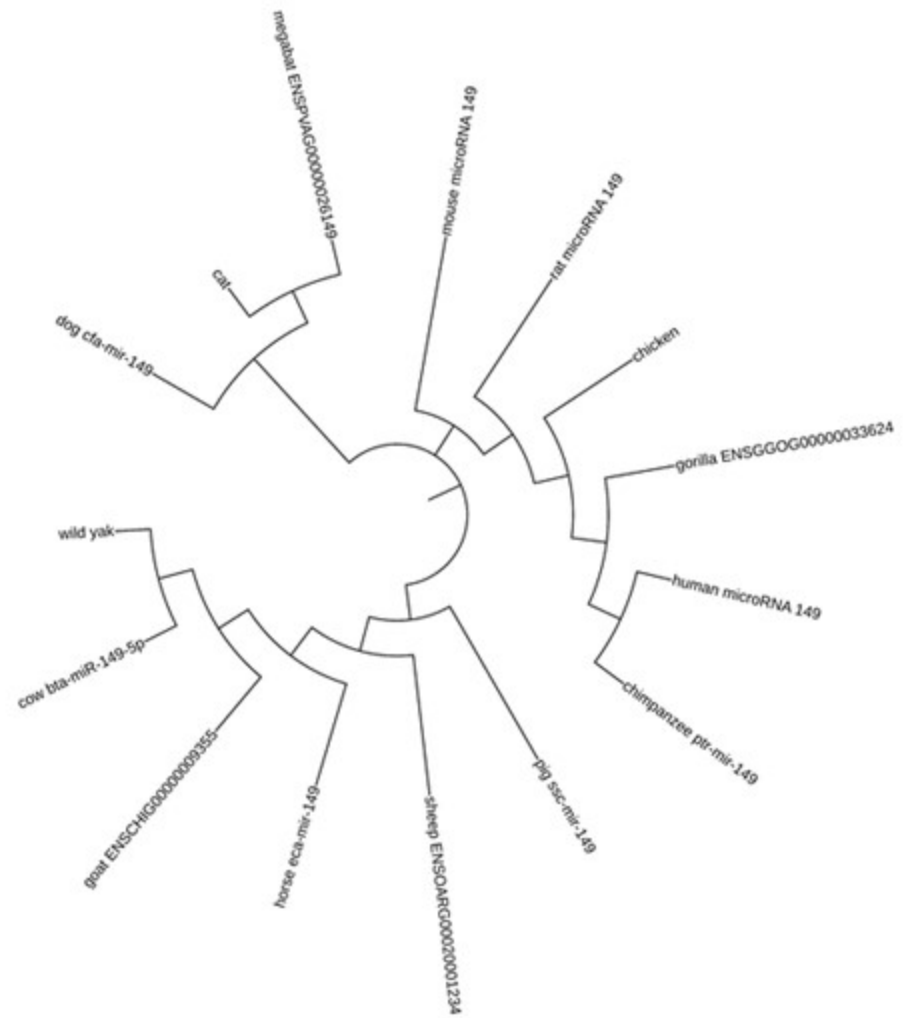 megabat ENSPVAG00000026149
mouse microRNA 149
rat microRNA 149
cat
dog cfa-mir-149
chicken
gorilla ENSGGOG00000033624
wild yak
human microRNA 149
cow bta-miR-149-5p
chimpanzee ptr-mir-149
goat ENSCHIG00000009355
horse eca-mir-149
sheep ENSOARG00020001234
pig ssc-mir-149